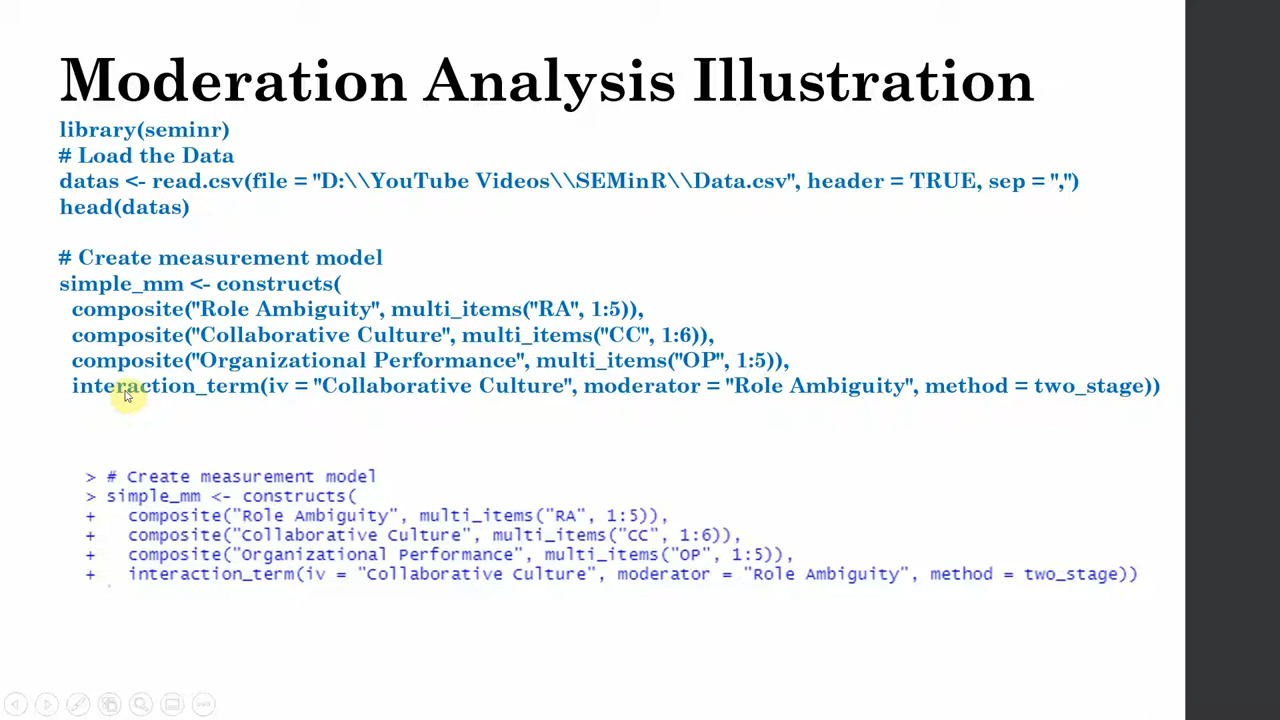 Moderation Analysis Illustration
library(seminr)
# Load the Data
datas <- read.csv(file = "D:\\YouTube Videos\\SEMinR\\Data.csv", header = TRUE, sep = ",")
head(datas)
# Create measurement model
simple_mm <- constructs(
composite("Role Ambiguity", multi_items("RA", 1:5)),
composite("Collaborative Culture", multi_items("CC", 1:6)),
composite("Organizational Performance", multi_items("OP", 1:5)),
interaction_term(iv = "Collaborative Culture", moderator = "Role Ambiguity", method = two_stage))
> # Create measurement model
> simple_mm <- constructs(
+ composite("Role Ambiguity", multi_items("RA", 1:5)),
+ composite("Collaborative Culture", multi_items("CC", 1:6)),
+ composite("Organizational Performance", multi_items("OP", 1:5)),
+ interaction_term(iv = "Collaborative Culture", moderator = "Role Ambiguity", method = two_stage))